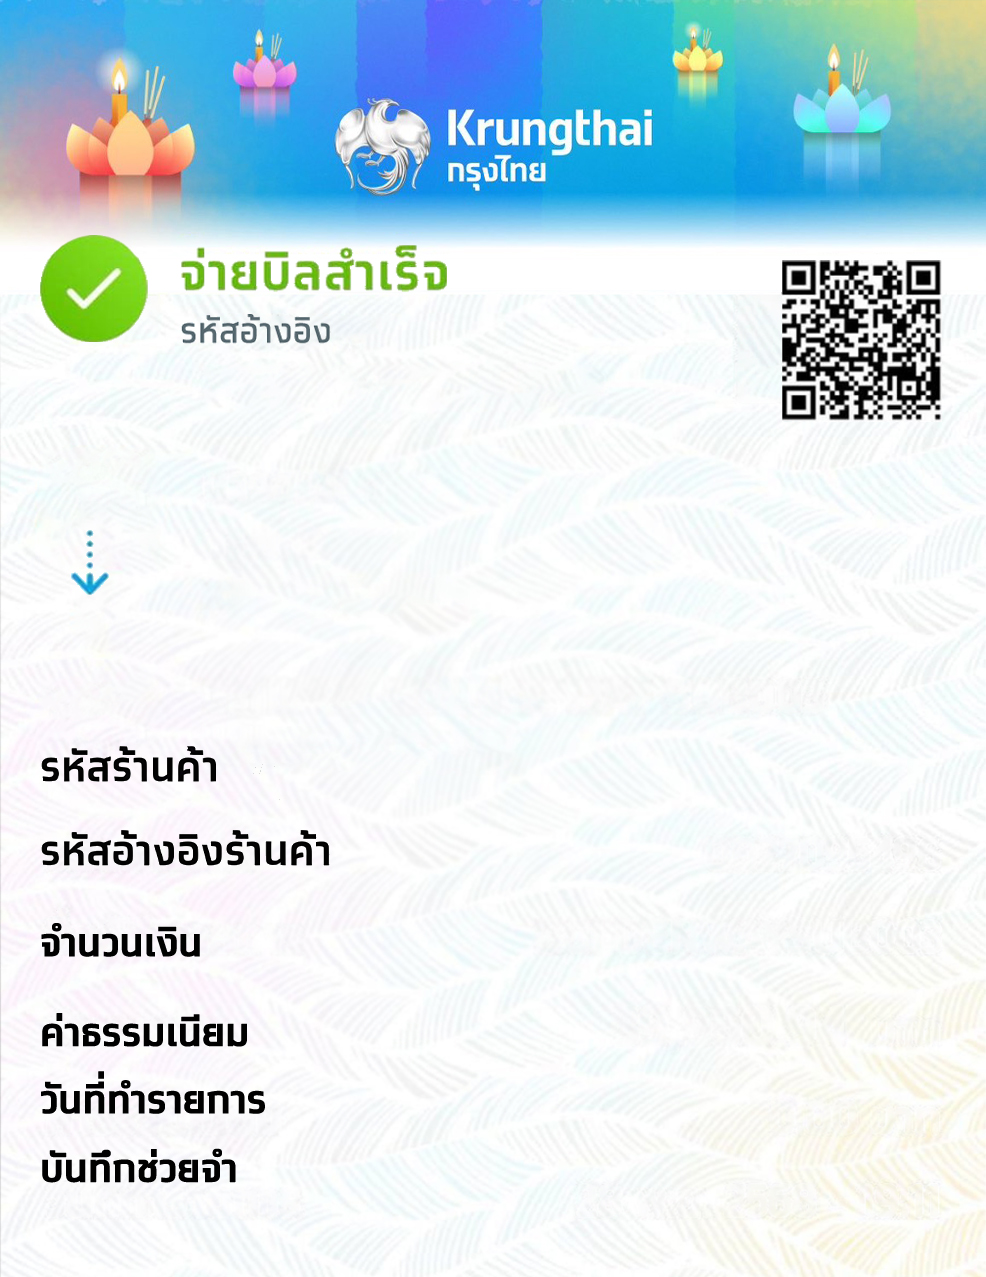 Krungthai
กรุงไทย
จ่ายบิลสำเร็จ
รหัสอ้างอิง
รหัสร้านค้า
รหัสอ้างอิงร้านค้า
จำนวนเงิน
ค่าธรรมเนียม
วันที่ทำรายการ
บันทึกช่วยจำ